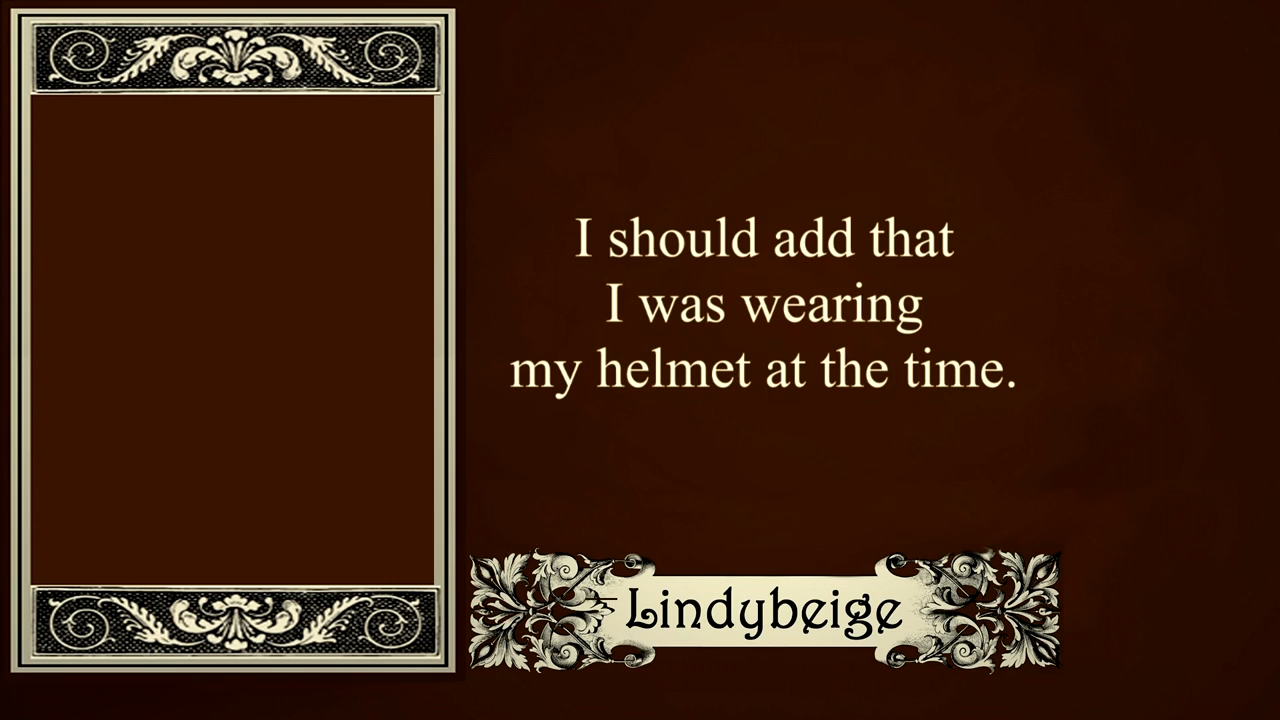 I should add that
I was wearing
my helmet at the time.
Lindybeige